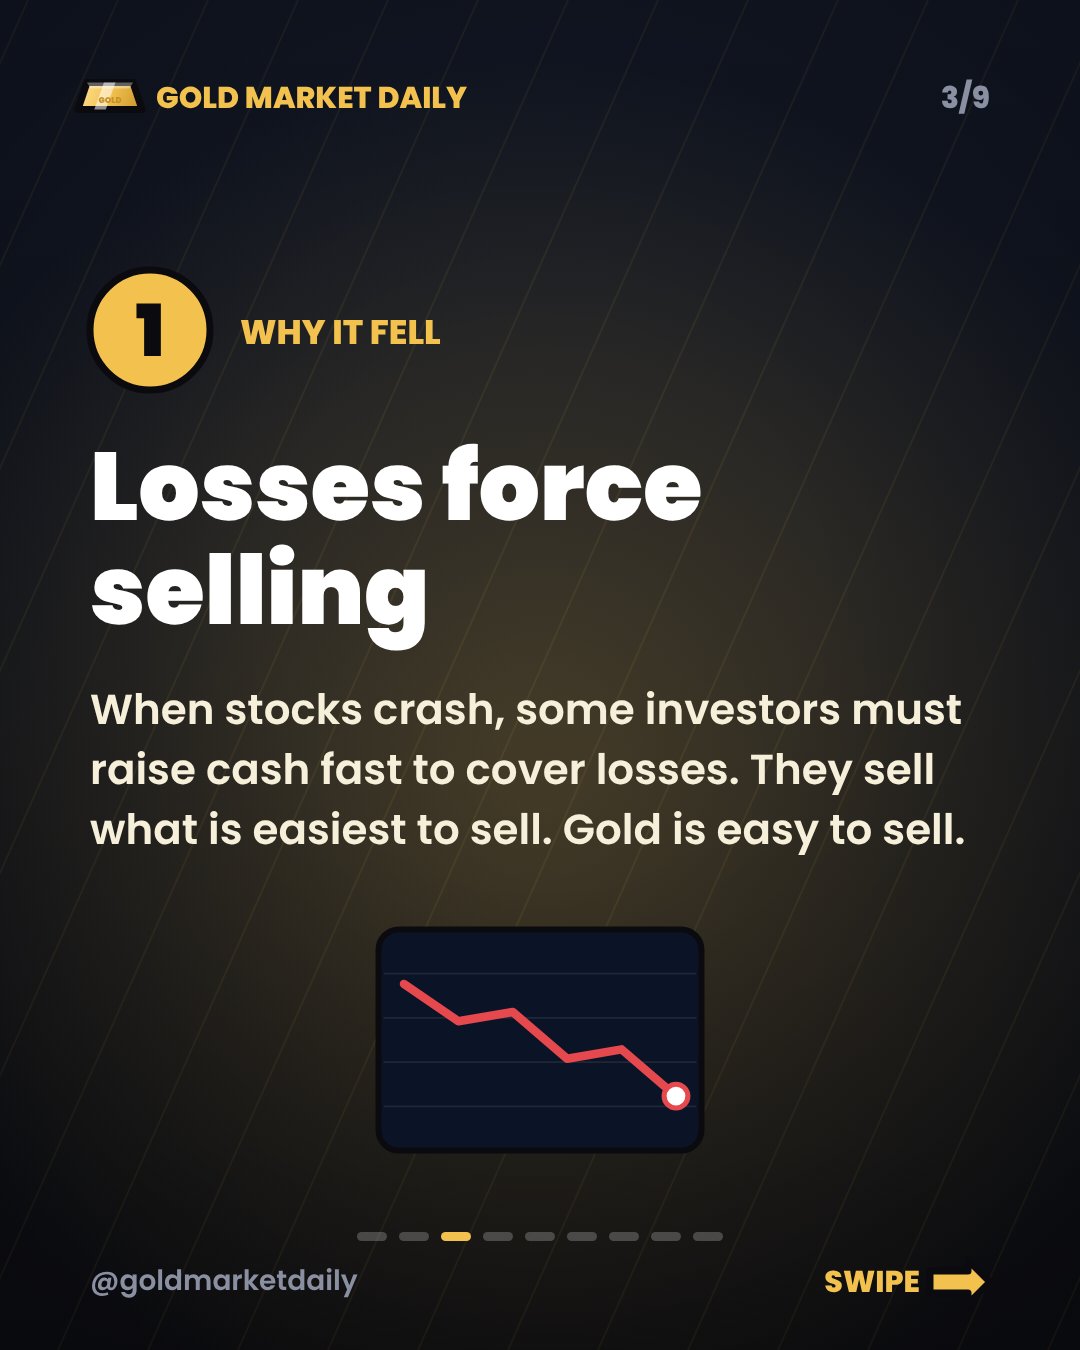 GOLD
GOLD MARKET DAILY
3/9
1
WHY IT FELL
Losses force
selling
When stocks crash, some investors must
raise cash fast to cover losses. They sell
what is easiest to sell. Gold is easy to sell.
@goldmarketdaily
SWIPE